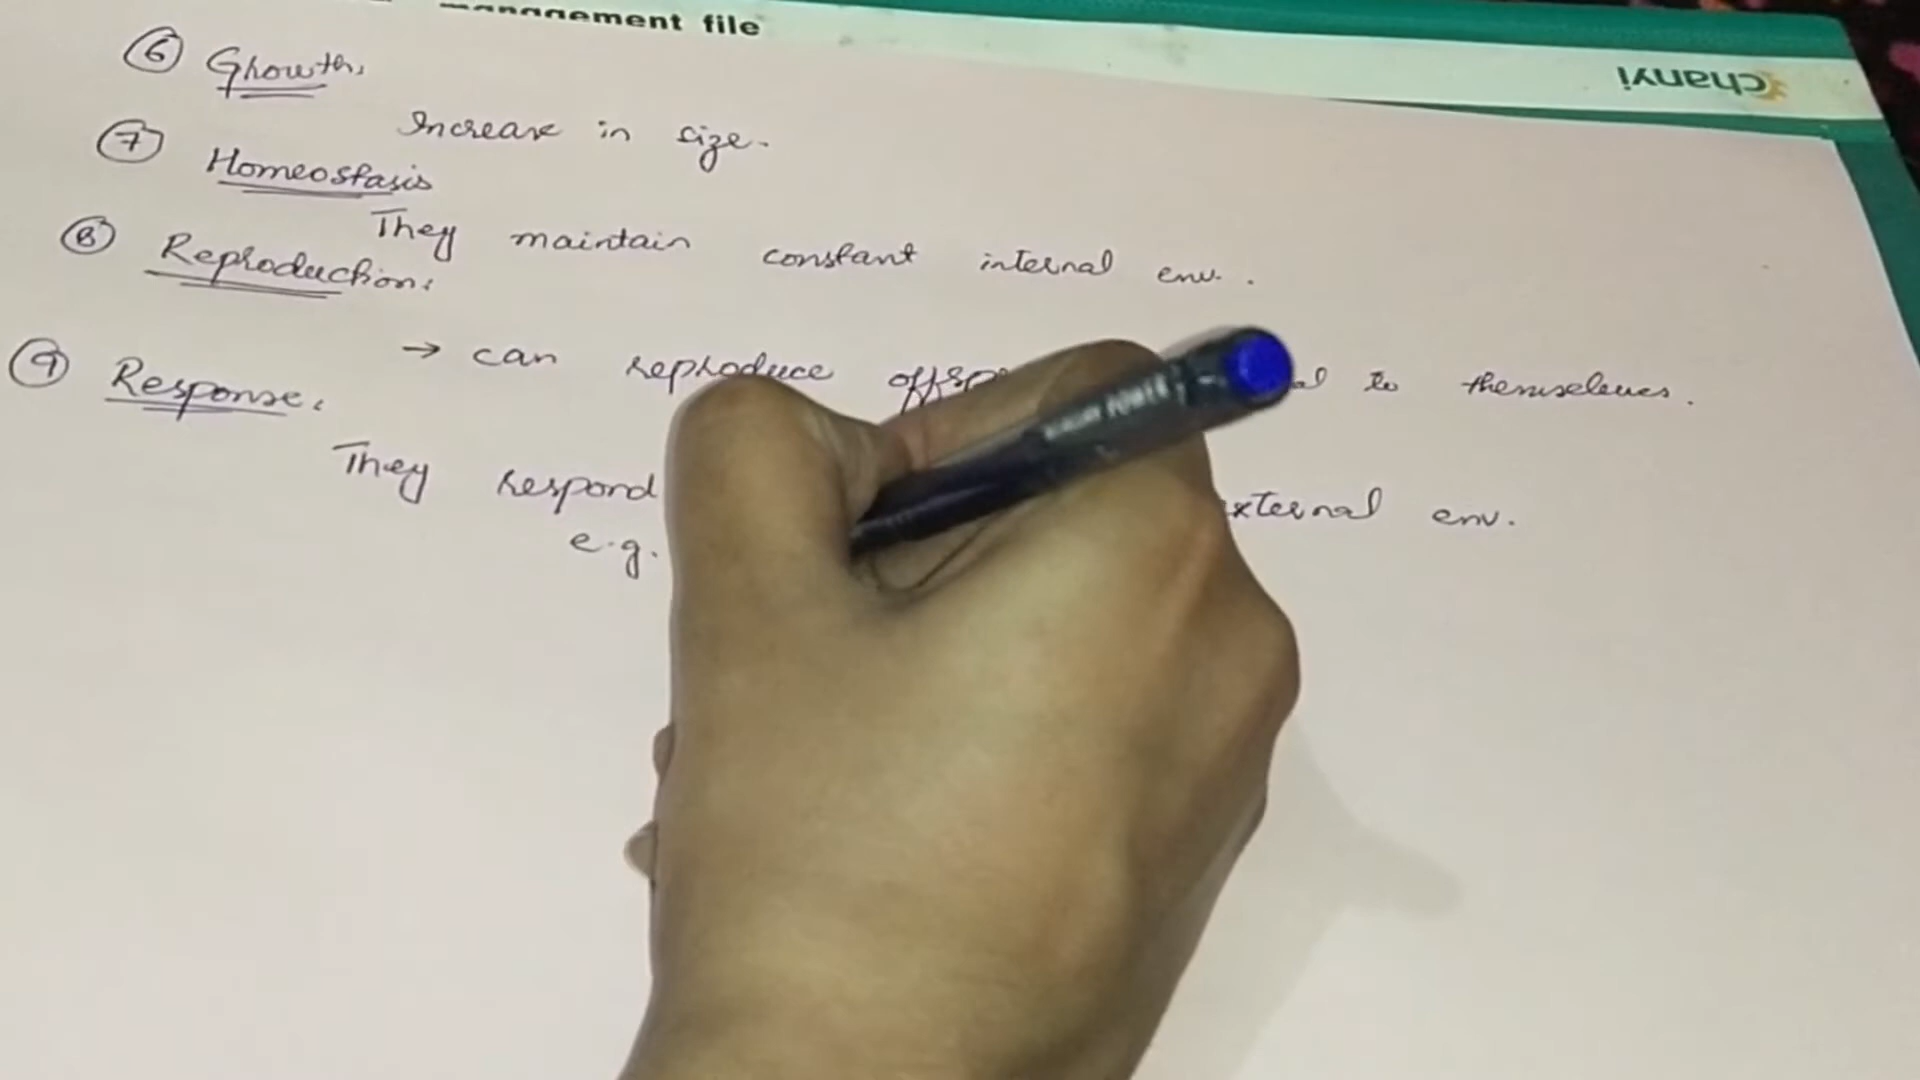 management file
chanyi
⑥ Growth,
Increase in size.
⑦ Homeostasis
They maintain constant internal env.
⑧ Reproduction:
→ can reproduce to themselves.
⑨ Response,
They respond external env.
e.g.